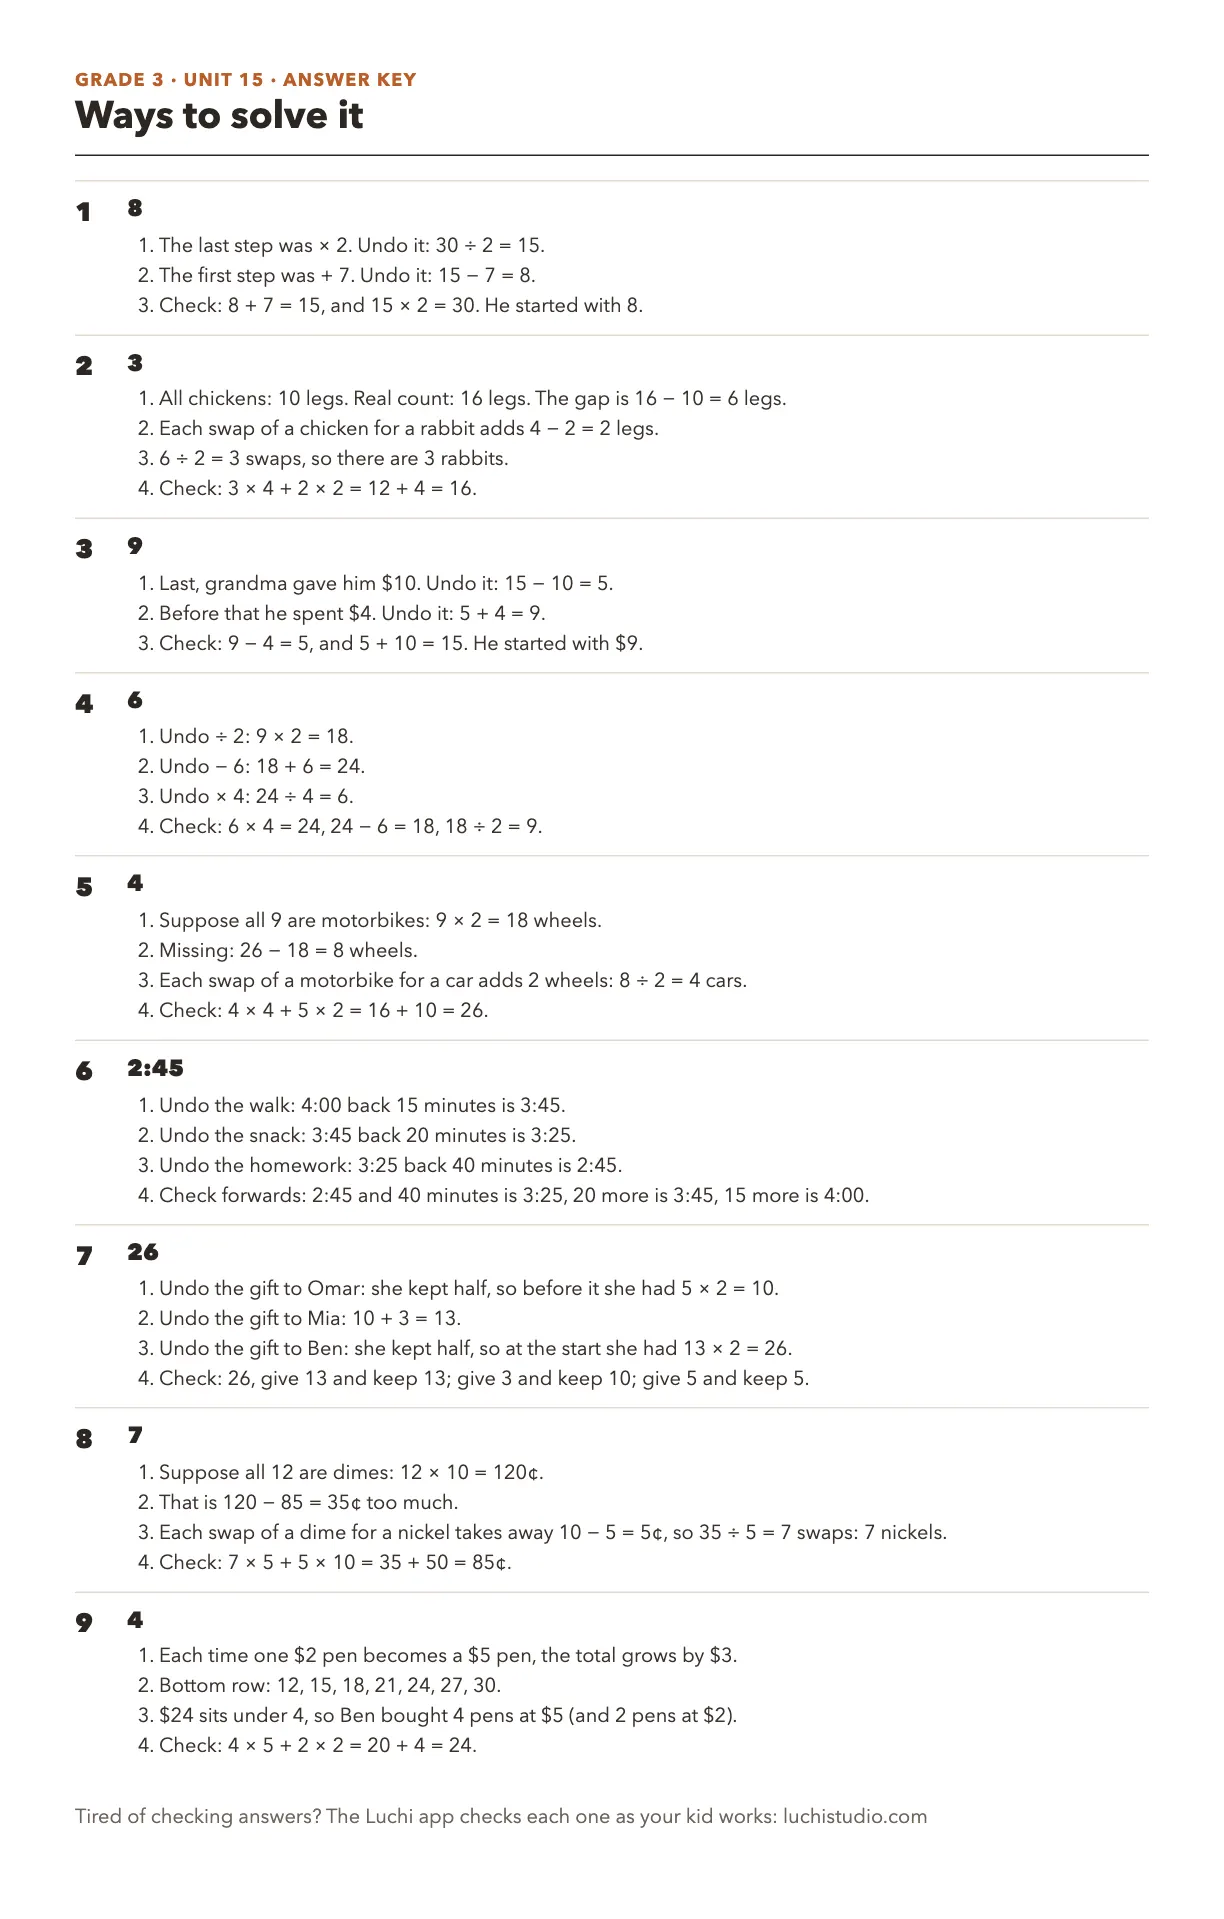 GRADE 3 · UNIT 15 · ANSWER KEY
Ways to solve it
1 8
1. The last step was × 2. Undo it: 30 ÷ 2 = 15.
2. The first step was + 7. Undo it: 15 − 7 = 8.
3. Check: 8 + 7 = 15, and 15 × 2 = 30. He started with 8.
2 3
1. All chickens: 10 legs. Real count: 16 legs. The gap is 16 − 10 = 6 legs.
2. Each swap of a chicken for a rabbit adds 4 − 2 = 2 legs.
3. 6 ÷ 2 = 3 swaps, so there are 3 rabbits.
4. Check: 3 × 4 + 2 × 2 = 12 + 4 = 16.
3 9
1. Last, grandma gave him $10. Undo it: 15 − 10 = 5.
2. Before that he spent $4. Undo it: 5 + 4 = 9.
3. Check: 9 − 4 = 5, and 5 + 10 = 15. He started with $9.
4 6
1. Undo ÷ 2: 9 × 2 = 18.
2. Undo − 6: 18 + 6 = 24.
3. Undo × 4: 24 ÷ 4 = 6.
4. Check: 6 × 4 = 24, 24 − 6 = 18, 18 ÷ 2 = 9.
5 4
1. Suppose all 9 are motorbikes: 9 × 2 = 18 wheels.
2. Missing: 26 − 18 = 8 wheels.
3. Each swap of a motorbike for a car adds 2 wheels: 8 ÷ 2 = 4 cars.
4. Check: 4 × 4 + 5 × 2 = 16 + 10 = 26.
6 2:45
1. Undo the walk: 4:00 back 15 minutes is 3:45.
2. Undo the snack: 3:45 back 20 minutes is 3:25.
3. Undo the homework: 3:25 back 40 minutes is 2:45.
4. Check forwards: 2:45 and 40 minutes is 3:25, 20 more is 3:45, 15 more is 4:00.
7 26
1. Undo the gift to Omar: she kept half, so before it she had 5 × 2 = 10.
2. Undo the gift to Mia: 10 + 3 = 13.
3. Undo the gift to Ben: she kept half, so at the start she had 13 × 2 = 26.
4. Check: 26, give 13 and keep 13; give 3 and keep 10; give 5 and keep 5.
8 7
1. Suppose all 12 are dimes: 12 × 10 = 120¢.
2. That is 120 − 85 = 35¢ too much.
3. Each swap of a dime for a nickel takes away 10 − 5 = 5¢, so 35 ÷ 5 = 7 swaps: 7 nickels.
4. Check: 7 × 5 + 5 × 10 = 35 + 50 = 85¢.
9 4
1. Each time one $2 pen becomes a $5 pen, the total grows by $3.
2. Bottom row: 12, 15, 18, 21, 24, 27, 30.
3. $24 sits under 4, so Ben bought 4 pens at $5 (and 2 pens at $2).
4. Check: 4 × 5 + 2 × 2 = 20 + 4 = 24.
Tired of checking answers? The Luchi app checks each one as your kid works: luchistudio.com